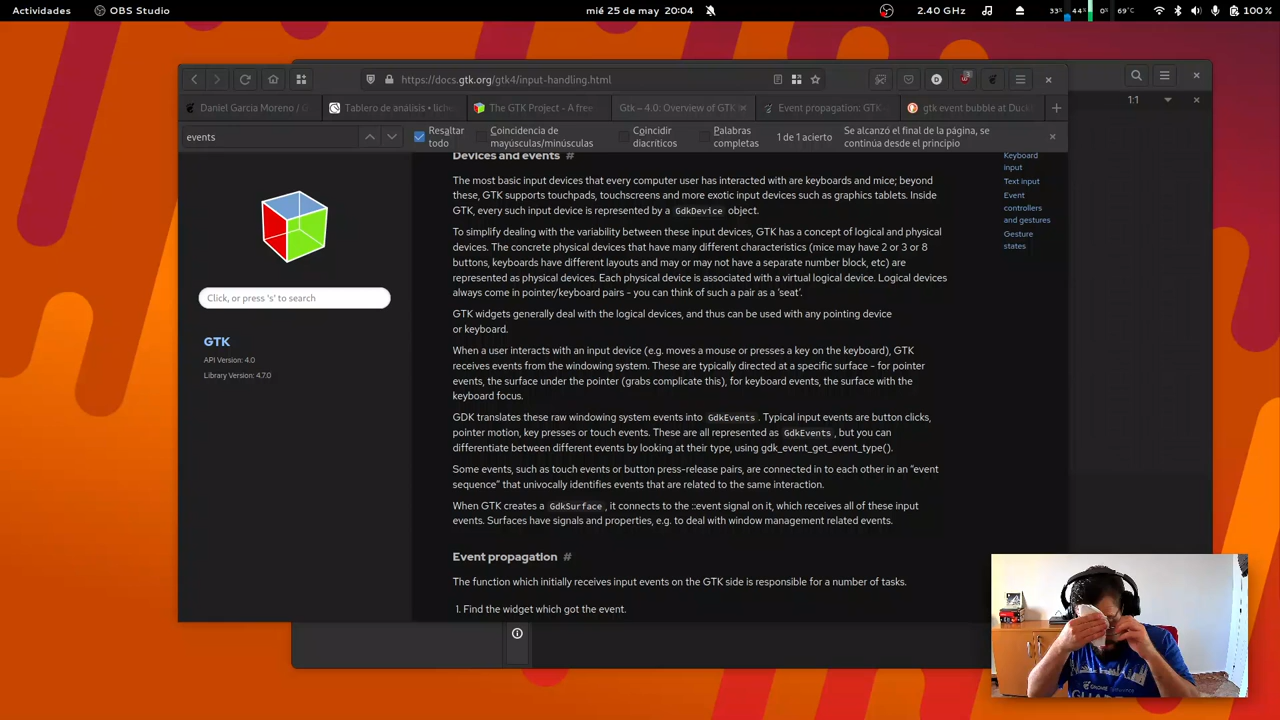 Actividades OBS Studio mié 25 de may 20:04 2.40 GHz 33% 44% 0% 69°C 100 %
https://docs.gtk.org/gtk4/input-handling.html
Daniel Garcia Moreno / Tablero de análisis • liche The GTK Project - A free Gtk – 4.0: Overview of GTK Event propagation: GTK gtk event bubble at Duck
1:1
events Resaltar todo Coincidencia de mayúsculas/minúsculas Coincidir diacríticos Palabras completas 1 de 1 acierto Se alcanzó el final de la página, se continúa desde el principio
Devices and events #
The most basic input devices that every computer user has interacted with are keyboards and mice; beyond
these, GTK supports touchpads, touchscreens and more exotic input devices such as graphics tablets. Inside
GTK, every such input device is represented by a GdkDevice object.
To simplify dealing with the variability between these input devices, GTK has a concept of logical and physical
devices. The concrete physical devices that have many different characteristics (mice may have 2 or 3 or 8
buttons, keyboards have different layouts and may or may not have a separate number block, etc) are
represented as physical devices. Each physical device is associated with a virtual logical device. Logical devices
always come in pointer/keyboard pairs - you can think of such a pair as a ‘seat’.
GTK widgets generally deal with the logical devices, and thus can be used with any pointing device
or keyboard.
When a user interacts with an input device (e.g. moves a mouse or presses a key on the keyboard), GTK
receives events from the windowing system. These are typically directed at a specific surface - for pointer
events, the surface under the pointer (grabs complicate this), for keyboard events, the surface with the
keyboard focus.
GDK translates these raw windowing system events into GdkEvents. Typical input events are button clicks,
pointer motion, key presses or touch events. These are all represented as GdkEvents, but you can
differentiate between different events by looking at their type, using gdk_event_get_event_type().
Some events, such as touch events or button press-release pairs, are connected in to each other in an “event
sequence” that univocally identifies events that are related to the same interaction.
When GTK creates a GdkSurface, it connects to the ::event signal on it, which receives all of these input
events. Surfaces have signals and properties, e.g. to deal with window management related events.
Event propagation #
The function which initially receives input events on the GTK side is responsible for a number of tasks.
1. Find the widget which got the event.
Click, or press 's' to search
GTK
API Version: 4.0
Library Version: 4.7.0
Keyboard
input
Text input
Event
controllers
and gestures
Gesture
states
GNOME